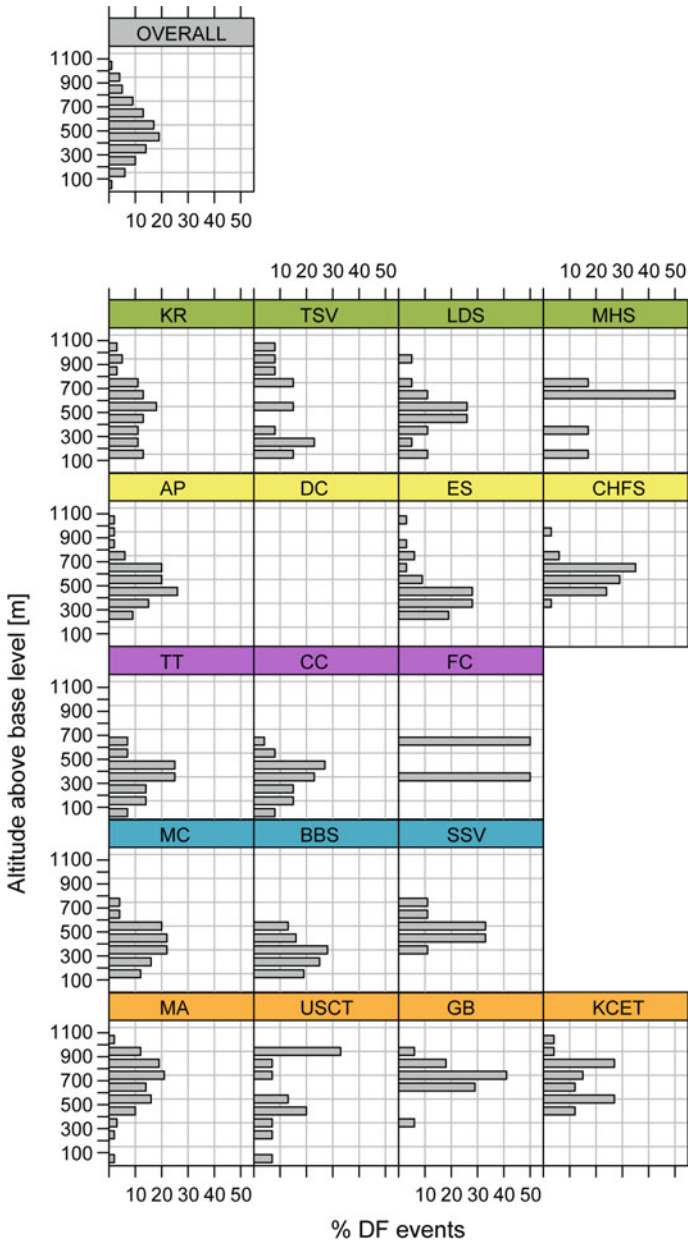 OVERALL
1100
900
700
500
300
100
10 20 30 40 50
10 20 30 40 50
10 20 30 40 50
KR TSV LDS MHS
1100
900
700
500
300
100
AP DC ES CHFS
1100
900
700
500
300
100
TT CC FC
1100
900
700
500
300
100
MC BBS SSV
1100
900
700
500
300
100
MA USCT GB KCET
1100
900
700
500
300
100
10 20 30 40 50
10 20 30 40 50
Altitude above base level [m]
% DF events